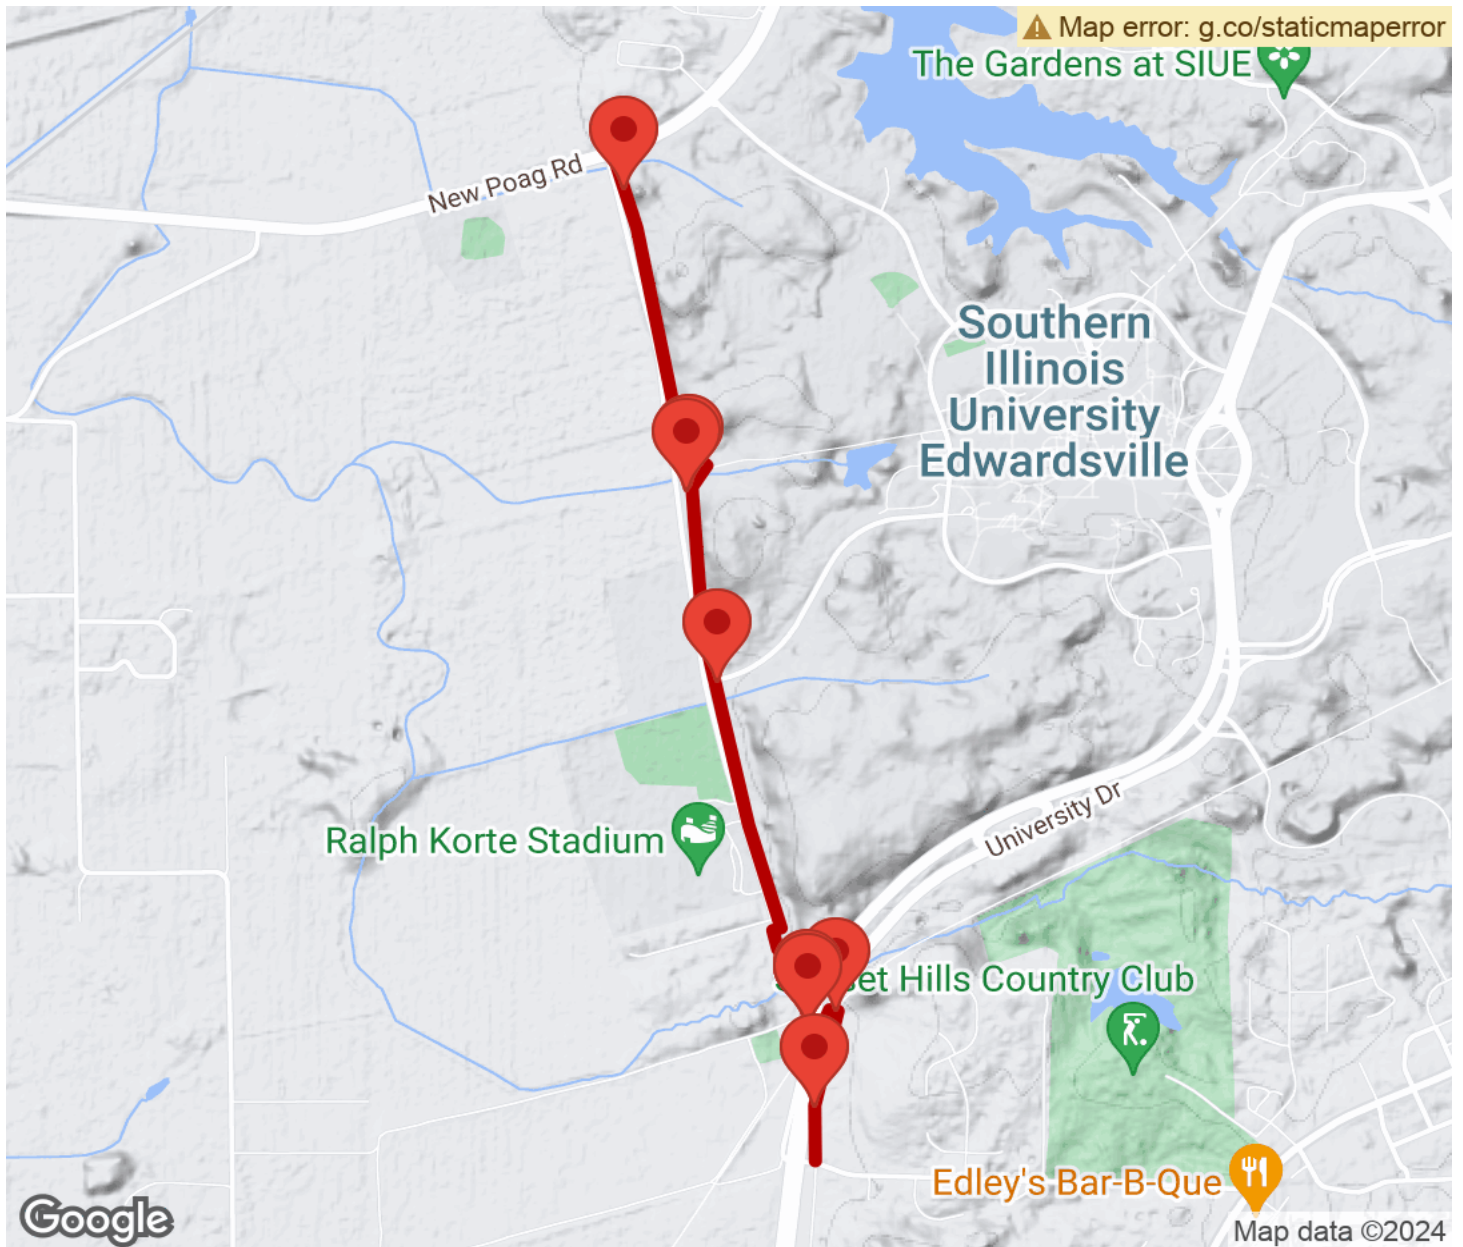 Map error: g.co/staticmaperror
The Gardens at SIUE
New Poag Rd
Southern
Illinois
University
Edwardsville
University Dr
Ralph Korte Stadium
Hills Country Club
Edley's Bar-B-Que
Google
Map data ©2024